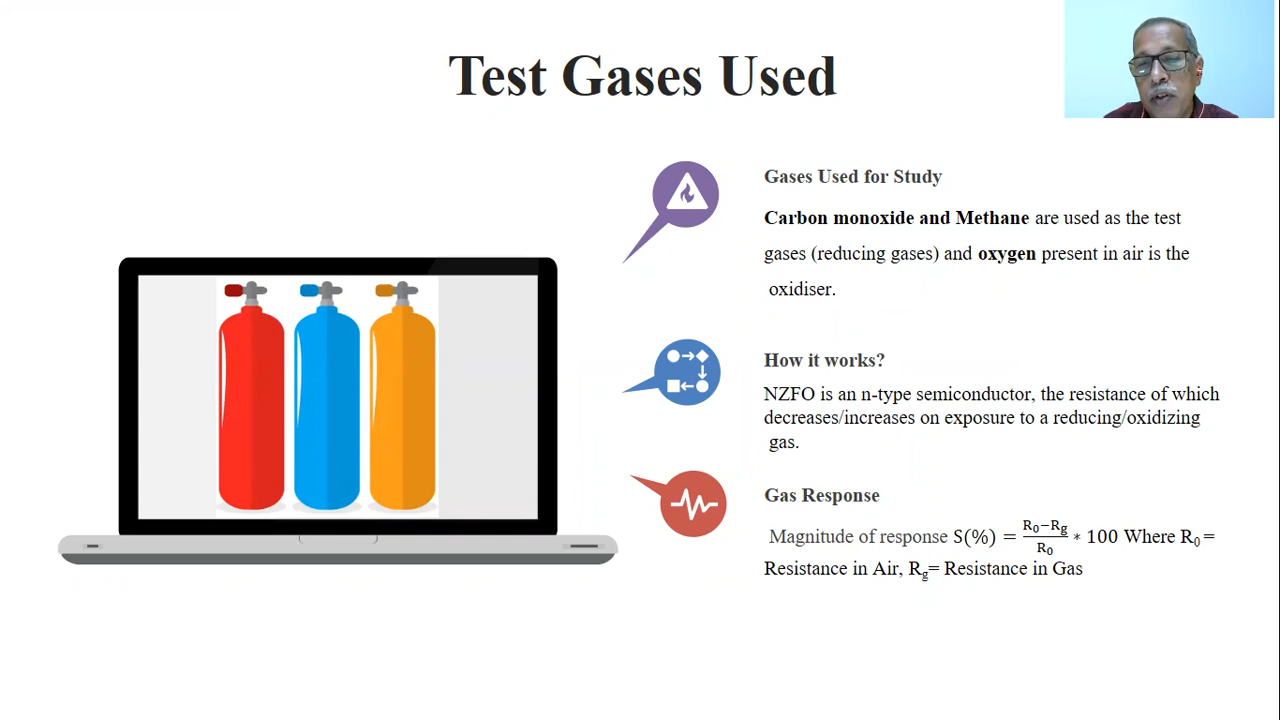 Test Gases Used
Gases Used for Study
Carbon monoxide and Methane are used as the test
gases (reducing gases) and oxygen present in air is the
oxidiser.
How it works?
NZFO is an n-type semiconductor, the resistance of which
decreases/increases on exposure to a reducing/oxidizing
gas.
Gas Response
Magnitude of response S(%) = (R₀−Rg)/R₀ * 100 Where R₀ =
Resistance in Air, Rg= Resistance in Gas